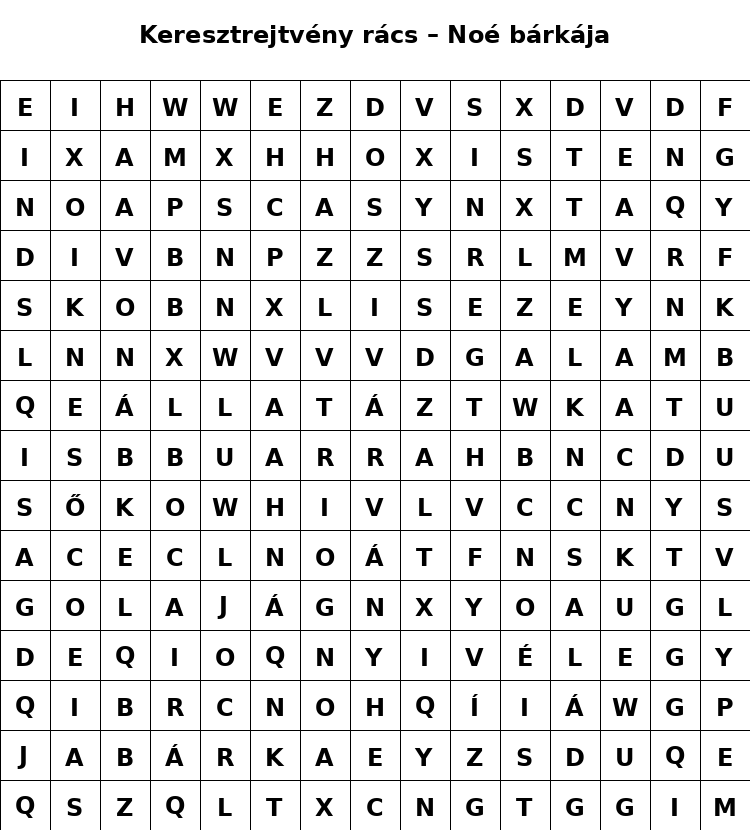 Keresztrejtvény rács – Noé bárkája
E I H W W E Z D V S X D V D F
I X A M X H H O X I S T E N G
N O A P S C A S Y N X T A Q Y
D I V B N P Z Z S R L M V R F
S K O B N X L I S E Z E Y N K
L N N X W V V V D G A L A M B
Q E Á L L A T Á Z T W K A T U
I S B B U A R R A H B N C D U
S Ő K O W H I V L V C C N Y S
A C E C L N O Á T F N S K T V
G O L A J Á G N X Y O A U G L
D E Q I O Q N Y I V É L E G Y
Q I B R C N O H Q Í I Á W G P
J A B Á R K A E Y Z S D U Q E
Q S Z Q L T X C N G T G G I M